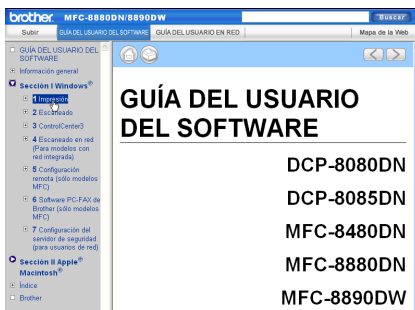 brother. MFC-8880DN/8890DW
Buscar
Subir
GUÍA DEL USUARIO DEL SOFTWARE
GUÍA DEL USUARIO EN RED
Mapa de la Web
GUÍA DEL USUARIO DEL
SOFTWARE
Información general
Sección I Windows®
1 Impresión
2 Escaneado
3 ControlCenter3
4 Escaneado en red
(Para modelos con
red integrada)
5 Configuración
remota (sólo modelos
MFC)
6 Software PC-FAX de
Brother (sólo modelos
MFC)
7 Configuración del
servidor de seguridad
(para usuarios de red)
Sección II Apple®
Macintosh®
Índice
Brother
GUÍA DEL USUARIO
DEL SOFTWARE
DCP-8080DN
DCP-8085DN
MFC-8480DN
MFC-8880DN
MFC-8890DW